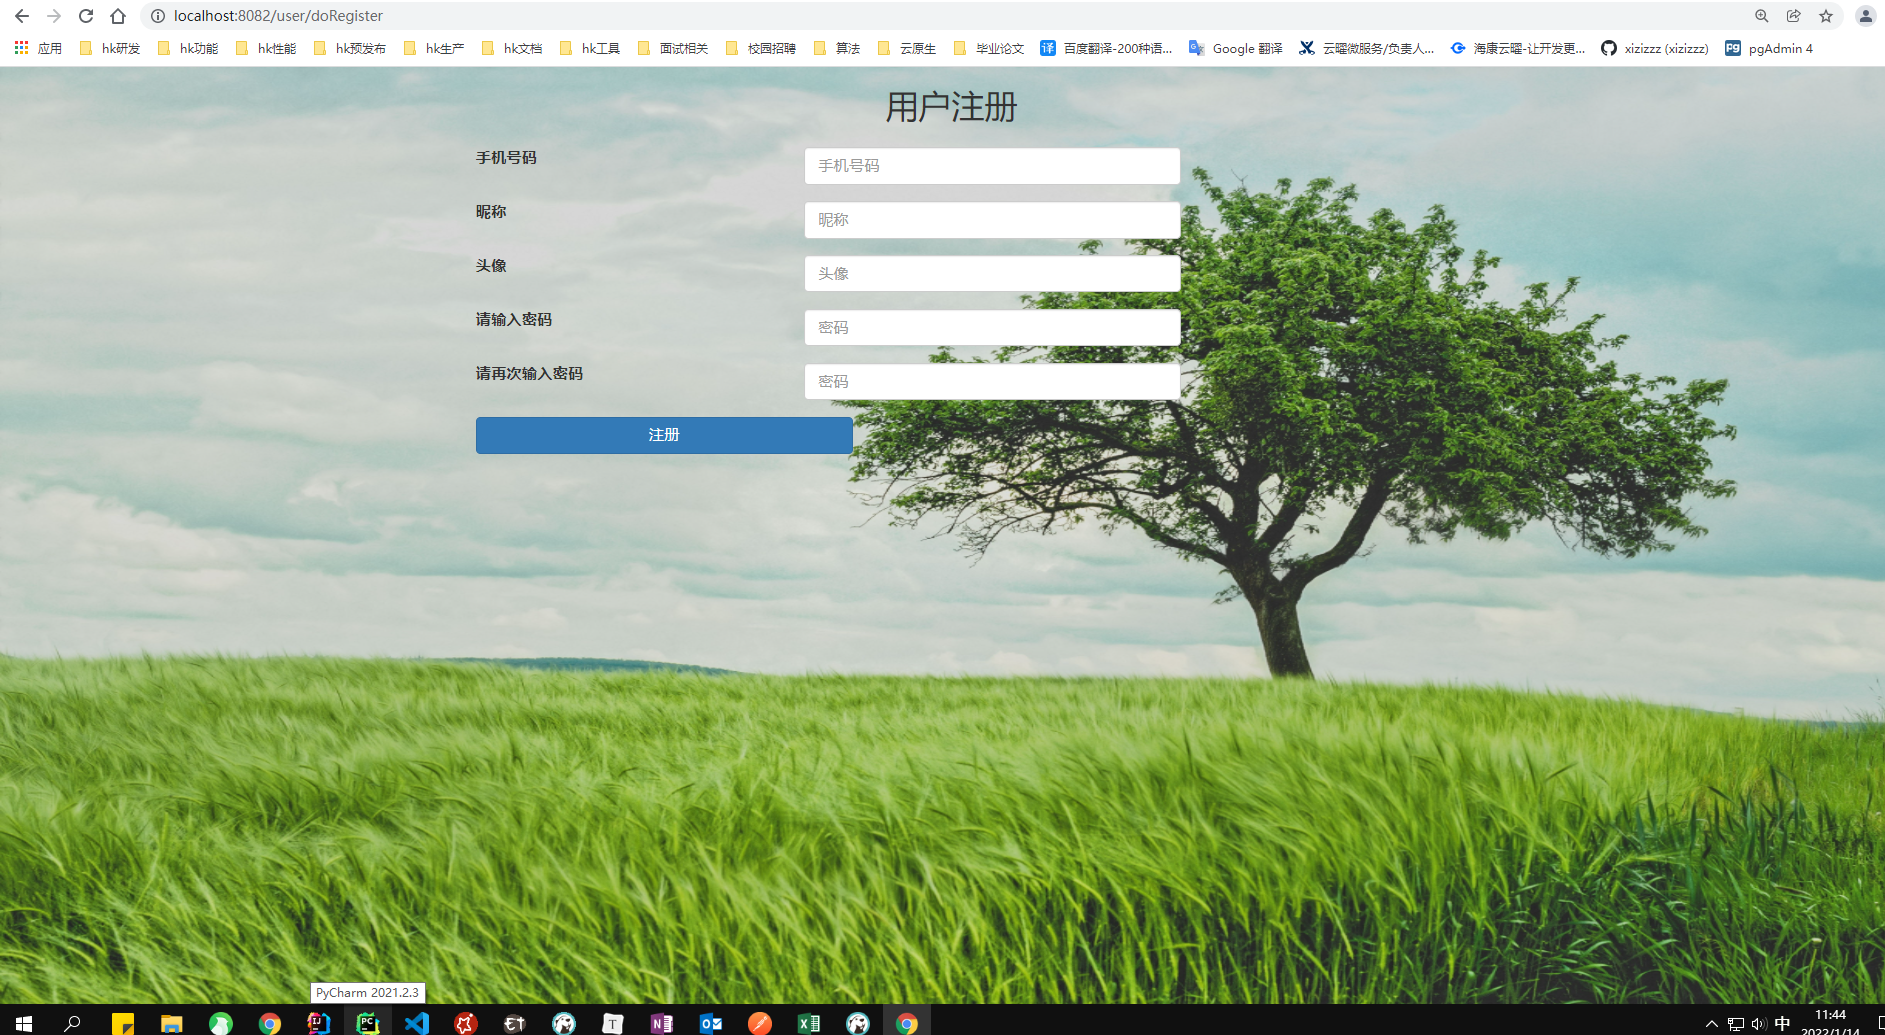 localhost:8082/user/doRegister
应用 hk研发 hk功能 hk性能 hk预发布 hk生产 hk文档 hk工具 面试相关 校园招聘 算法 云原生 毕业论文 译 百度翻译-200种语... Google 翻译 云曜微服务/负责人... 海康云曜-让开发更... xizizzz (xizizzz) pg pgAdmin 4
用户注册
手机号码 手机号码
昵称 昵称
头像 头像
请输入密码 密码
请再次输入密码 密码
注册
PyCharm 2021.2.3
中 11:44
2022/1/14